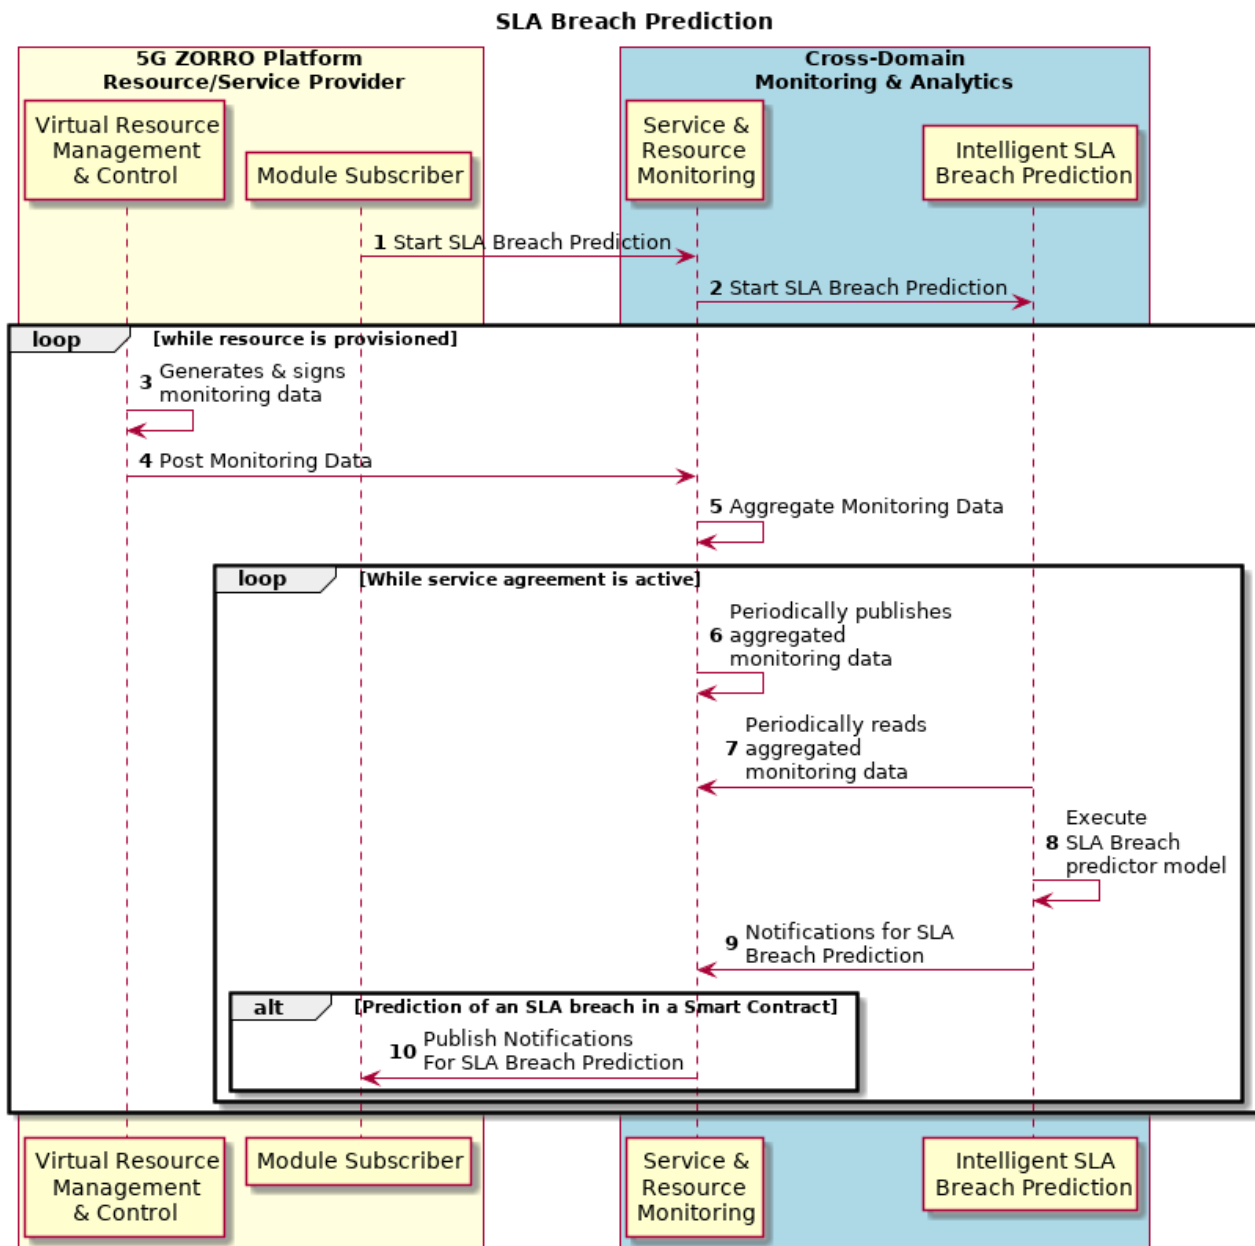 SLA Breach Prediction
5G ZORRO Platform
Resource/Service Provider
Cross-Domain
Monitoring & Analytics
Virtual Resource
Management
& Control
Module Subscriber
Service &
Resource
Monitoring
Intelligent SLA
Breach Prediction
1 Start SLA Breach Prediction
2 Start SLA Breach Prediction
loop [while resource is provisioned]
3 Generates & signs
monitoring data
4 Post Monitoring Data
5 Aggregate Monitoring Data
loop [While service agreement is active]
Periodically publishes
6 aggregated
monitoring data
Periodically reads
7 aggregated
monitoring data
Execute
8 SLA Breach
predictor model
9 Notifications for SLA
Breach Prediction
alt [Prediction of an SLA breach in a Smart Contract]
10 Publish Notifications
For SLA Breach Prediction
Virtual Resource
Management
& Control
Module Subscriber
Service &
Resource
Monitoring
Intelligent SLA
Breach Prediction